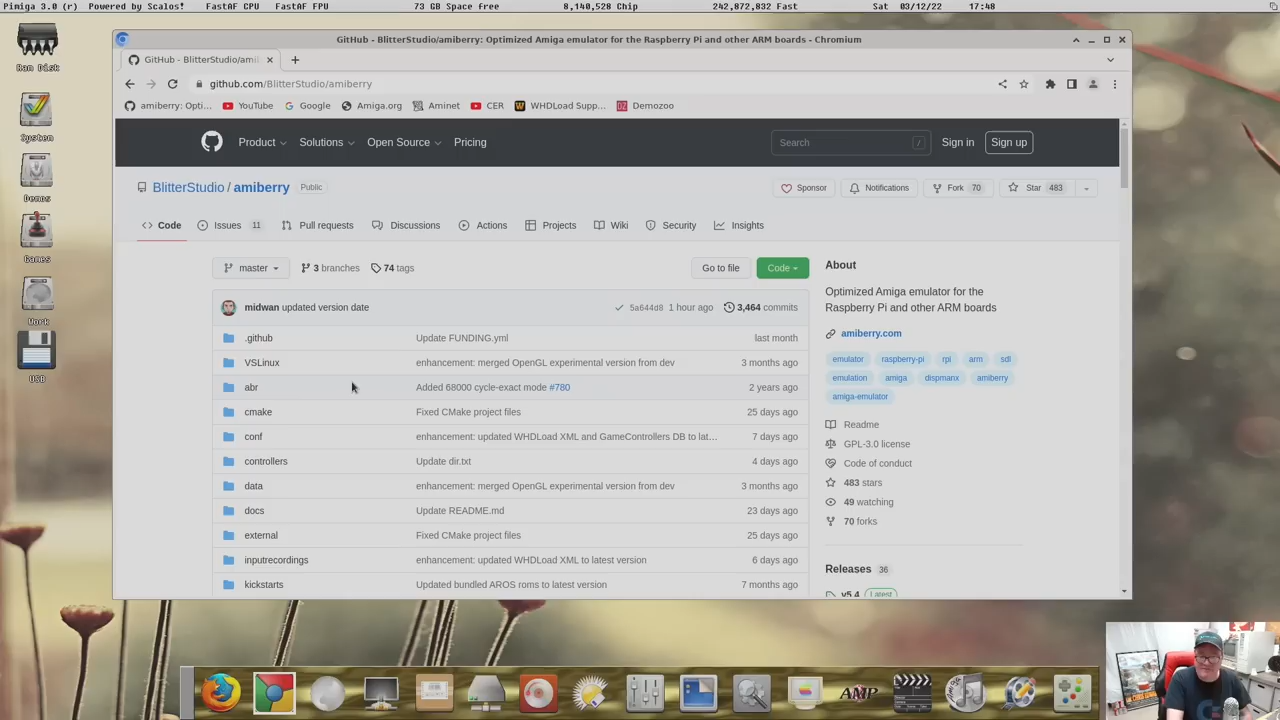 Pimiga 3.0 (r) Powered by Scalos! FastAF CPU FastAF FPU 73 GB Space free 8,140,528 Chip 242,872,832 Fast Sat 03/12/22 17:48
Ram Disk
System
Demos
Games
Work
USB
GitHub - BlitterStudio/amiberry: Optimized Amiga emulator for the Raspberry Pi and other ARM boards - Chromium
GitHub - BlitterStudio/amib
github.com/BlitterStudio/amiberry
amiberry: Opti... YouTube Google Amiga.org Aminet CER WHDLoad Supp... Demozoo
Product Solutions Open Source Pricing Search / Sign in Sign up
BlitterStudio / amiberry Public Sponsor Notifications Fork 70 Star 483
Code Issues 11 Pull requests Discussions Actions Projects Wiki Security Insights
master 3 branches 74 tags Go to file Code
midwan updated version date 5a644d8 1 hour ago 3,464 commits
.github Update FUNDING.yml last month
VSLinux enhancement: merged OpenGL experimental version from dev 3 months ago
abr Added 68000 cycle-exact mode #780 2 years ago
cmake Fixed CMake project files 25 days ago
conf enhancement: updated WHDLoad XML and GameControllers DB to lat... 7 days ago
controllers Update dir.txt 4 days ago
data enhancement: merged OpenGL experimental version from dev 3 months ago
docs Update README.md 23 days ago
external Fixed CMake project files 25 days ago
inputrecordings enhancement: updated WHDLoad XML to latest version 6 days ago
kickstarts Updated bundled AROS roms to latest version 7 months ago
About
Optimized Amiga emulator for the
Raspberry Pi and other ARM boards
amiberry.com
emulator raspberry-pi rpi arm sdl
emulation amiga dispmanx amiberry
amiga-emulator
Readme
GPL-3.0 license
Code of conduct
483 stars
49 watching
70 forks
Releases 36
v5.4 Latest
AMP